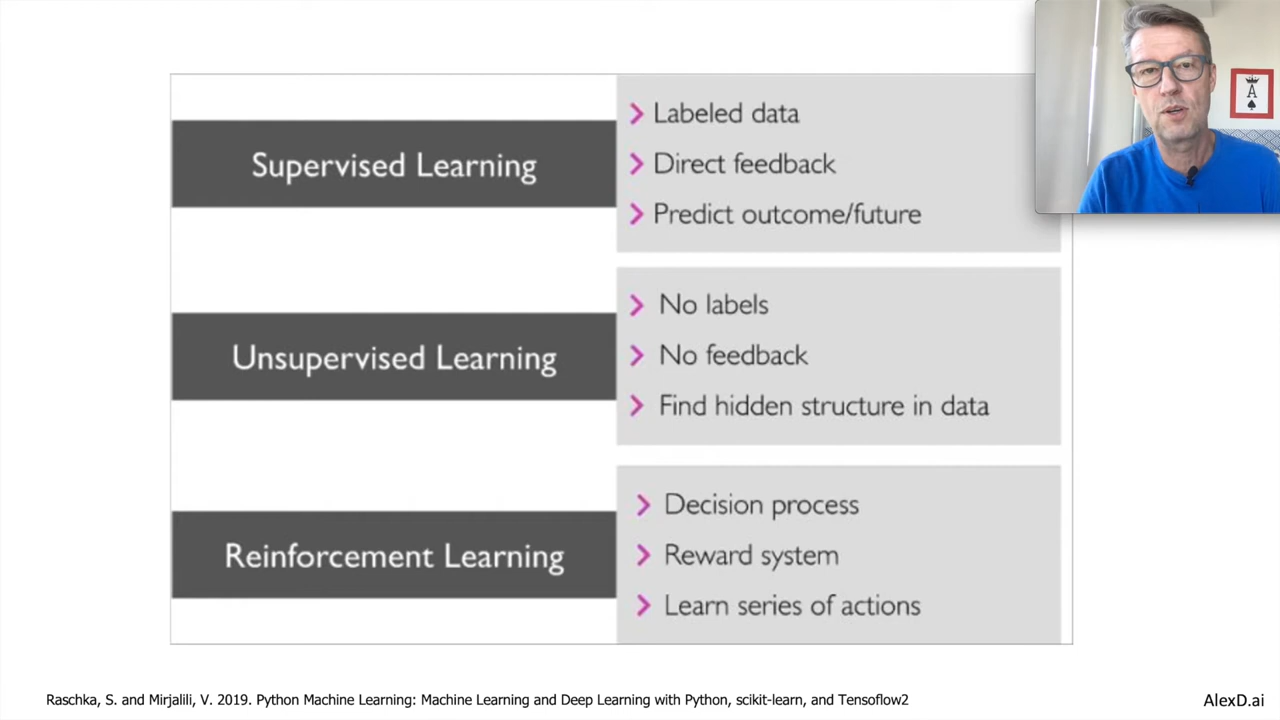 Supervised Learning
Labeled data
Direct feedback
Predict outcome/future
Unsupervised Learning
No labels
No feedback
Find hidden structure in data
Reinforcement Learning
Decision process
Reward system
Learn series of actions
A
Raschka, S. and Mirjalili, V. 2019. Python Machine Learning: Machine Learning and Deep Learning with Python, scikit-learn, and Tensoflow2
AlexD.ai